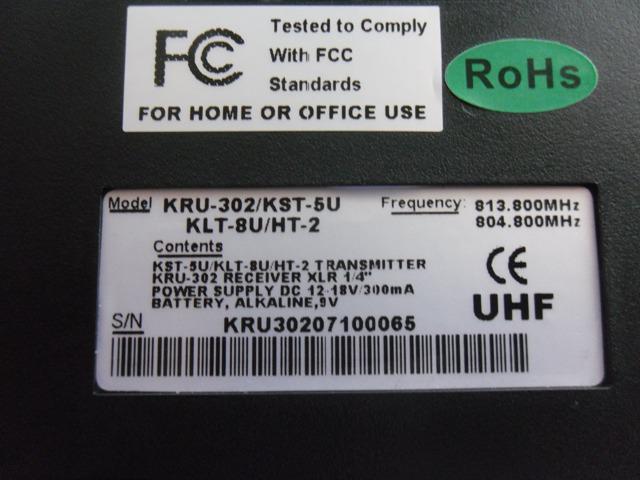 FCC
Tested to Comply
With FCC
Standards
FOR HOME OR OFFICE USE
RoHs
Model KRU-302/KST-5U
KLT-8U/HT-2
Frequency: 813.800MHz
804.800MHz
Contents
KST-5U/KLT-8U/HT-2 TRANSMITTER
KRU-302 RECEIVER XLR 1/4"
POWER SUPPLY DC 12-18V/300mA
BATTERY, ALKALINE,9V
CE
UHF
S/N KRU30207100065